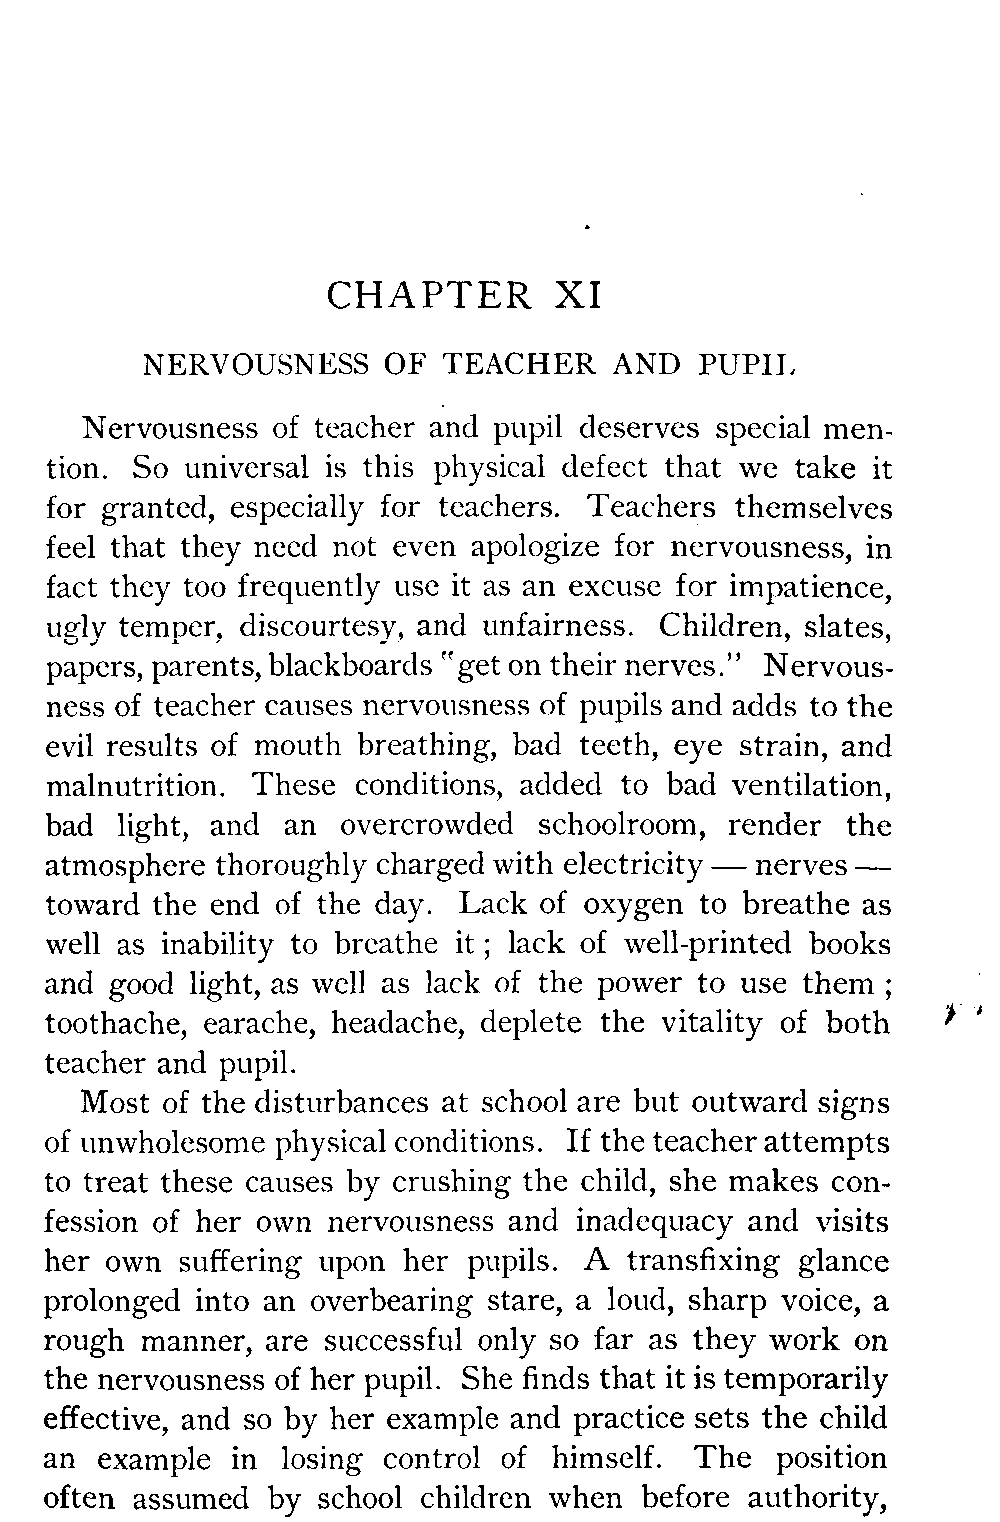 CHAPTER XI
NERVOUSNESS OF TEACHER AND PUPIL
Nervousness of teacher and pupil deserves special men-
tion. So universal is this physical defect that we take it
for granted, especially for teachers. Teachers themselves
feel that they need not even apologize for nervousness, in
fact they too frequently use it as an excuse for impatience,
ugly temper, discourtesy, and unfairness. Children, slates,
papers, parents, blackboards "get on their nerves." Nervous-
ness of teacher causes nervousness of pupils and adds to the
evil results of mouth breathing, bad teeth, eye strain, and
malnutrition. These conditions, added to bad ventilation,
bad light, and an overcrowded schoolroom, render the
atmosphere thoroughly charged with electricity — nerves —
toward the end of the day. Lack of oxygen to breathe as
well as inability to breathe it ; lack of well-printed books
and good light, as well as lack of the power to use them ;
toothache, earache, headache, deplete the vitality of both
teacher and pupil.
Most of the disturbances at school are but outward signs
of unwholesome physical conditions. If the teacher attempts
to treat these causes by crushing the child, she makes con-
fession of her own nervousness and inadequacy and visits
her own suffering upon her pupils. A transfixing glance
prolonged into an overbearing stare, a loud, sharp voice, a
rough manner, are successful only so far as they work on
the nervousness of her pupil. She finds that it is temporarily
effective, and so by her example and practice sets the child
an example in losing control of himself. The position
often assumed by school children when before authority,